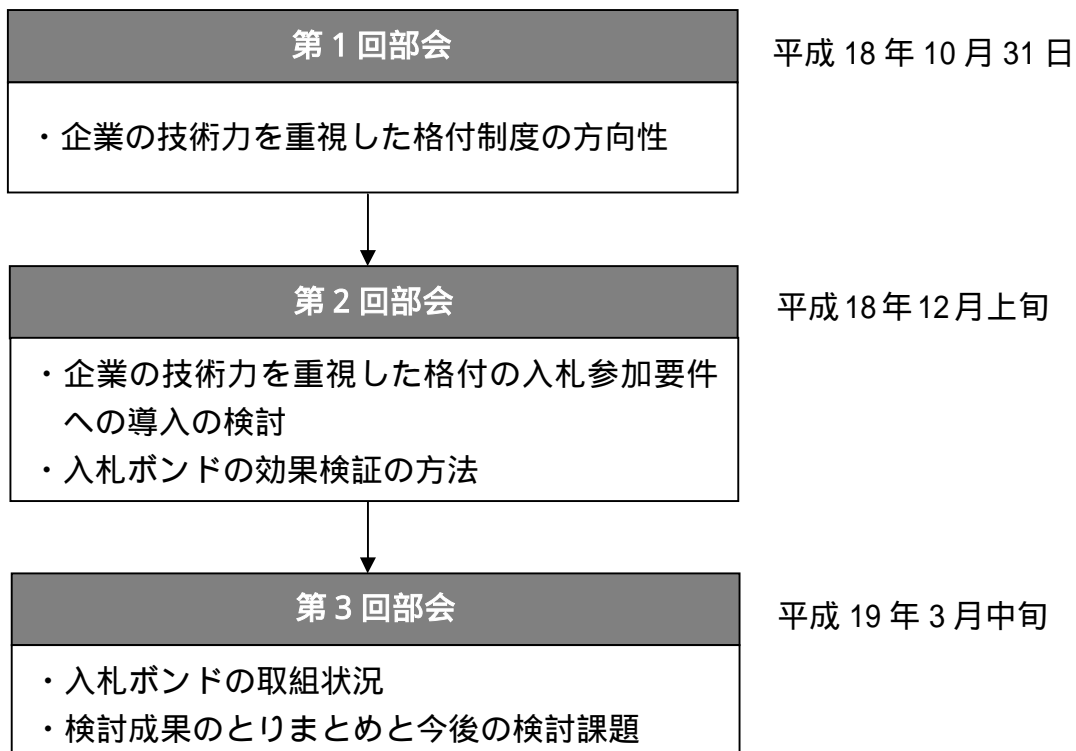 第1回部会
平成 18 年 10 月 31 日
・企業の技術力を重視した格付制度の方向性
第2回部会
平成 18 年 12 月上旬
・企業の技術力を重視した格付の入札参加要件
への導入の検討
・入札ボンドの効果検証の方法
第3回部会
平成 19 年 3 月中旬
・入札ボンドの取組状況
・検討成果のとりまとめと今後の検討課題